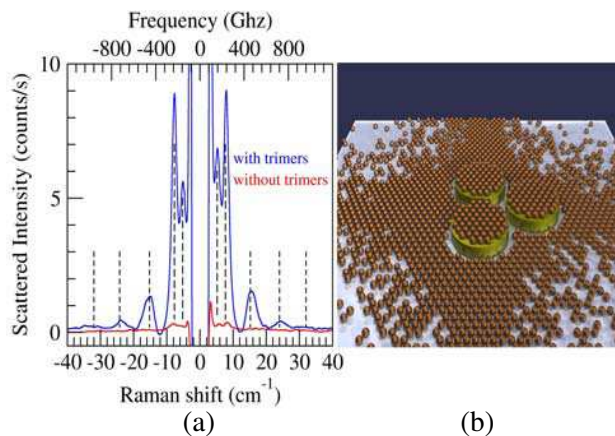 Frequency (Ghz)
-800 -400 0 400 800
10
5
0
Scattered Intensity (counts/s)
with trimers
without trimers
-40 -30 -20 -10 0 10 20 30 40
Raman shift (cm⁻¹)
(a)
(b)